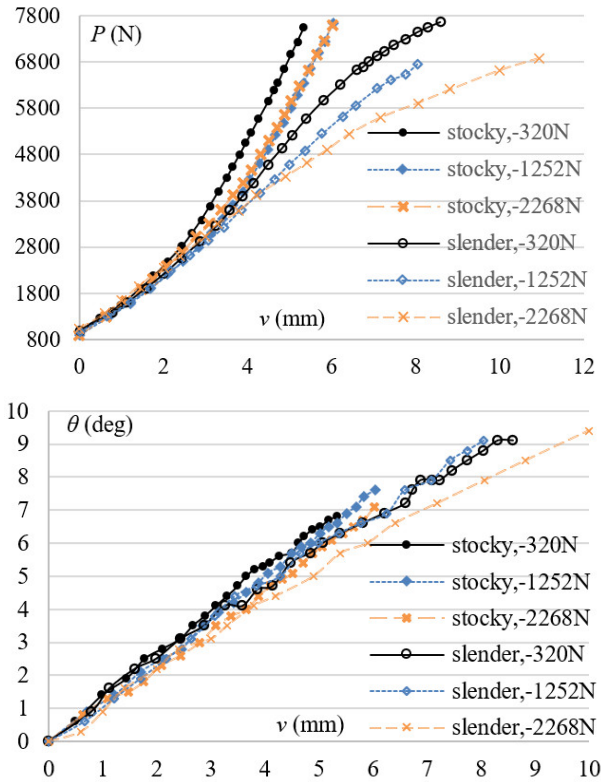 7800
P (N)
6800
5800
stocky,-320N
4800
stocky,-1252N
3800
stocky,-2268N
2800
slender,-320N
1800
slender,-1252N
v (mm)
slender,-2268N
800
0 2 4 6 8 10 12
10
θ (deg)
9
8
7
6
stocky,-320N
5
stocky,-1252N
4
stocky,-2268N
3
slender,-320N
2
slender,-1252N
1
v (mm)
slender,-2268N
0
0 1 2 3 4 5 6 7 8 9 10